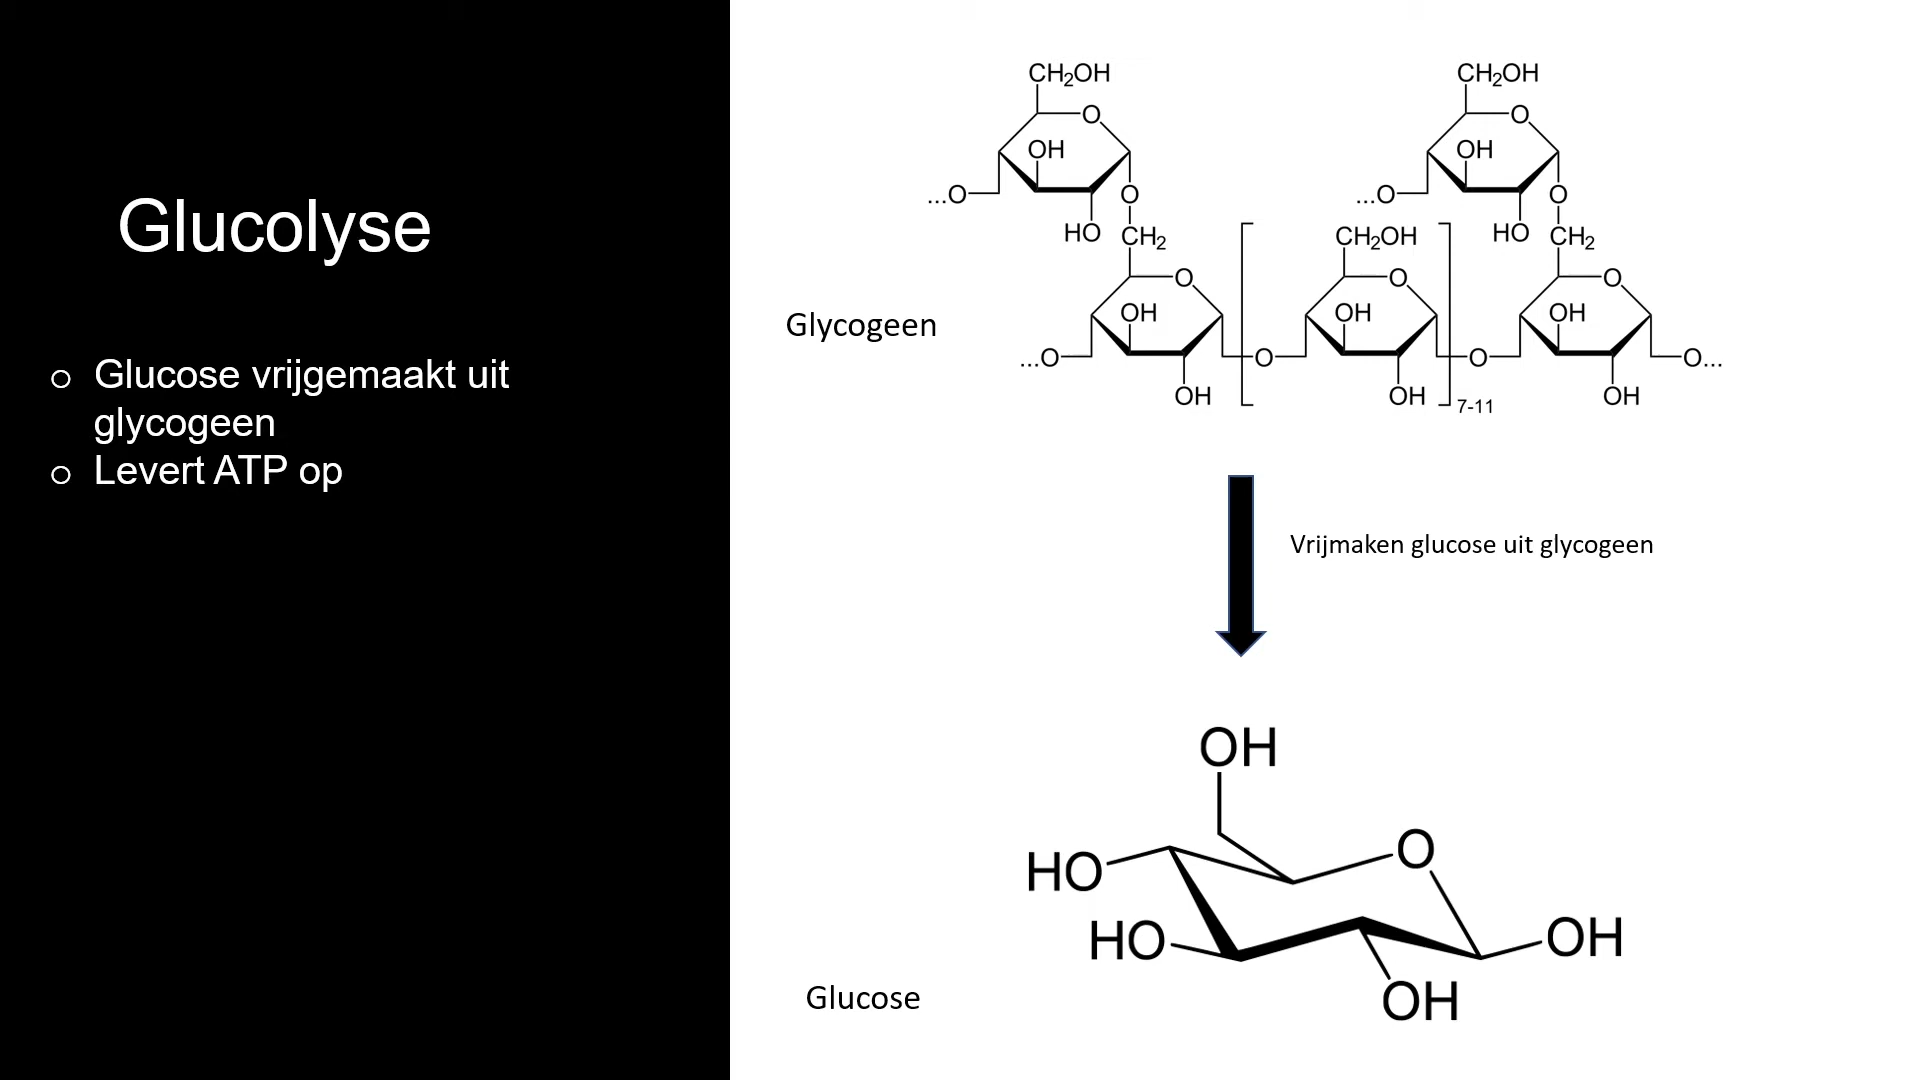 Glucolyse
o Glucose vrijgemaakt uit
glycogeen
o Levert ATP op
CH2OH
CH2OH
O
O
OH
OH
...O
O
...O
O
HO
CH2
CH2OH
HO
CH2
O
O
O
Glycogeen
OH
OH
OH
...O
O
O
O...
OH
OH
7-11
OH
Vrijmaken glucose uit glycogeen
OH
O
HO
HO
OH
Glucose
OH